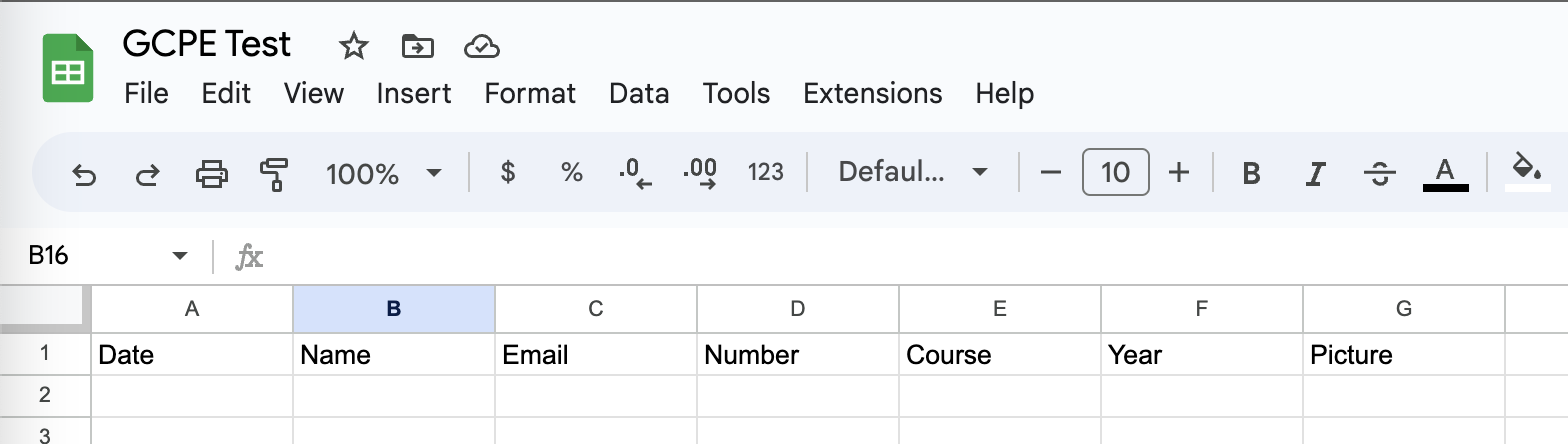 GCPE Test
File Edit View Insert Format Data Tools Extensions Help
100% $ % .0 .00 123 Defaul... 10 B I S A
B16 fx
A B C D E F G
1 Date Name Email Number Course Year Picture
2
3